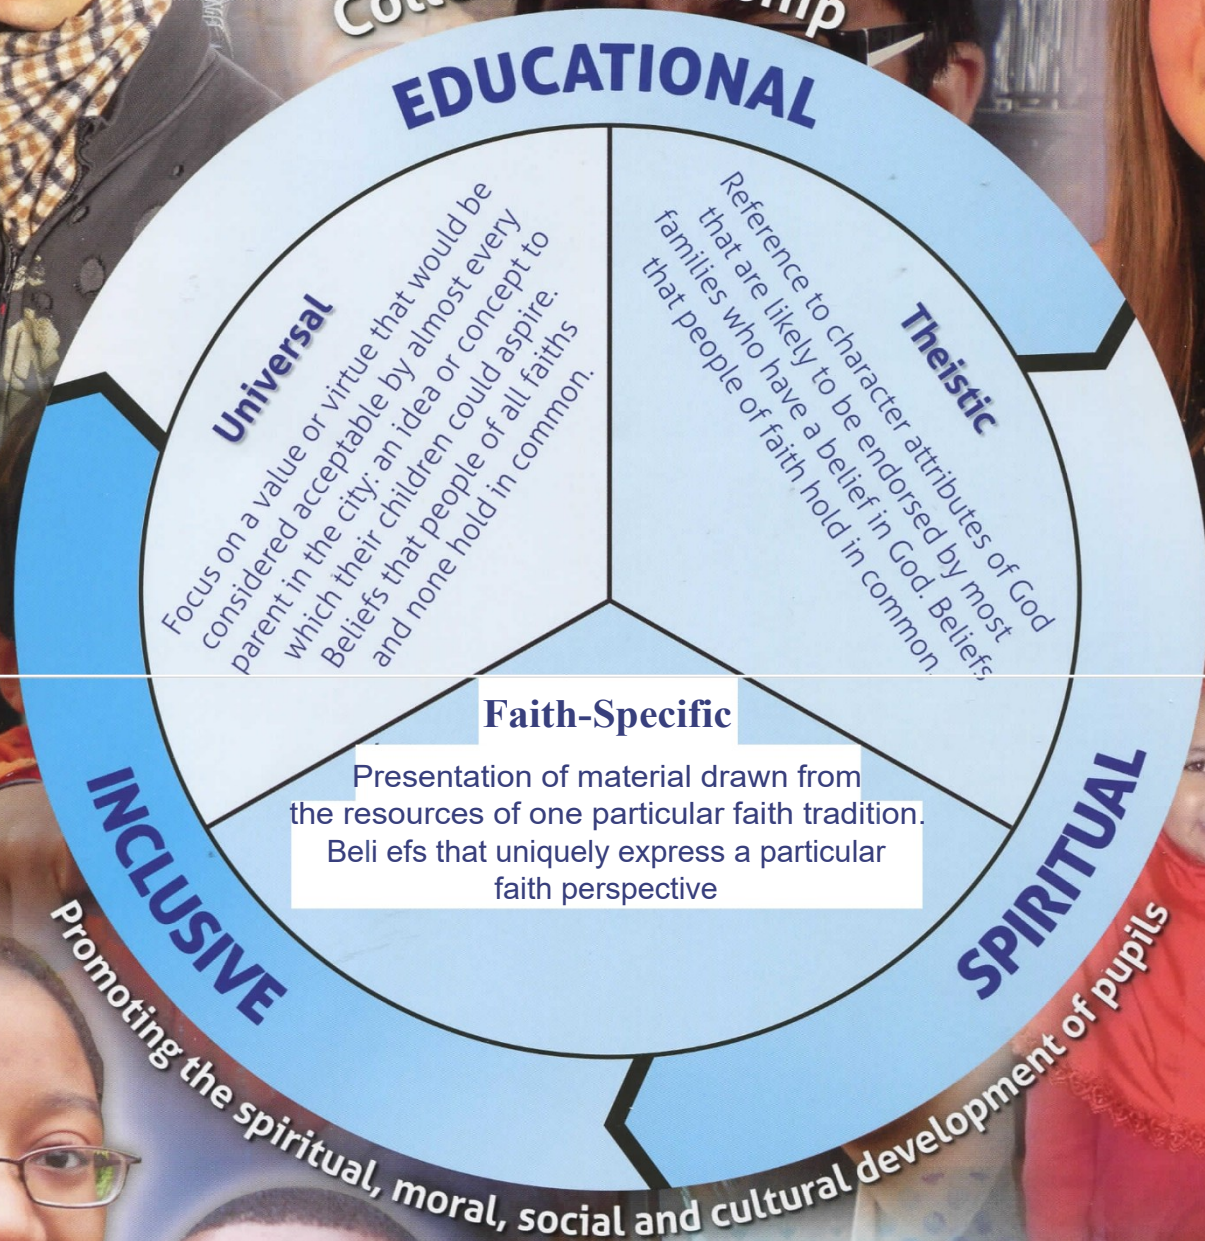 EDUCATIONAL
Universal
Focus on a value or virtue that would be
considered acceptable by almost every
parent in the city: an idea or concept to
which their children could aspire.
Beliefs that people of all faiths
and none hold in common.
Theistic
Reference to character attributes of God
that are likely to be endorsed by most
families who have a belief in God. Beliefs
that people of faith hold in common.
Faith-Specific
Presentation of material drawn from
the resources of one particular faith tradition.
Beli efs that uniquely express a particular
faith perspective
INCLUSIVE
SPIRITUAL
Promoting the spiritual, moral, social and cultural development of pupils